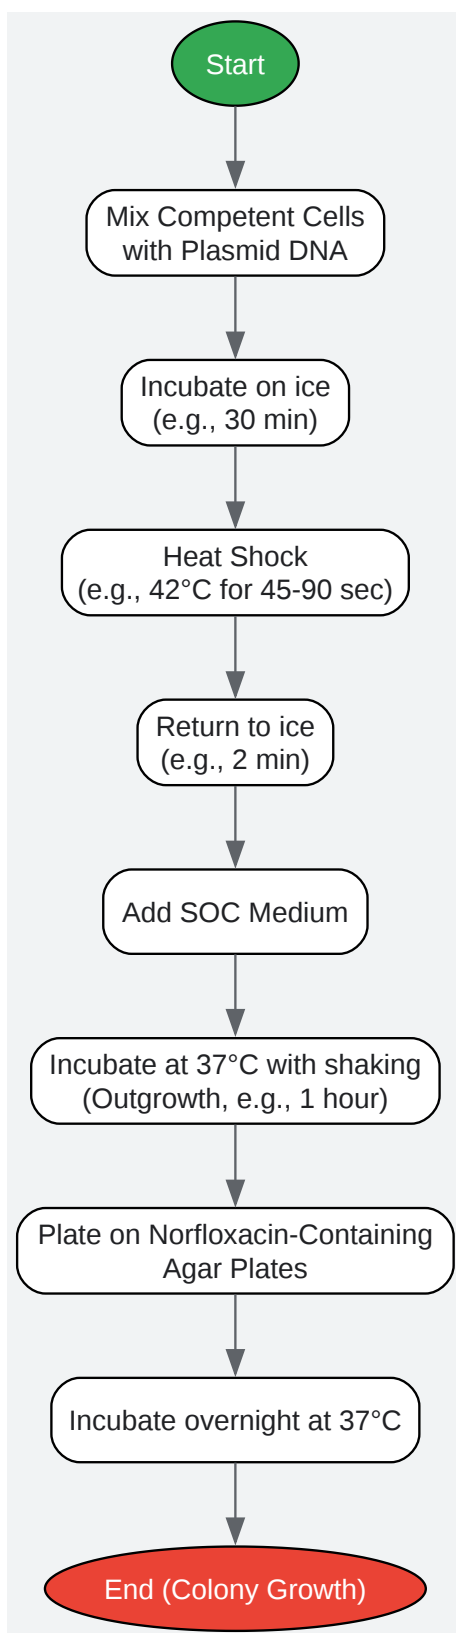 Start
Mix Competent Cells
with Plasmid DNA
Incubate on ice
(e.g., 30 min)
Heat Shock
(e.g., 42°C for 45-90 sec)
Return to ice
(e.g., 2 min)
Add SOC Medium
Incubate at 37°C with shaking
(Outgrowth, e.g., 1 hour)
Plate on Norfloxacin-Containing
Agar Plates
Incubate overnight at 37°C
End (Colony Growth)